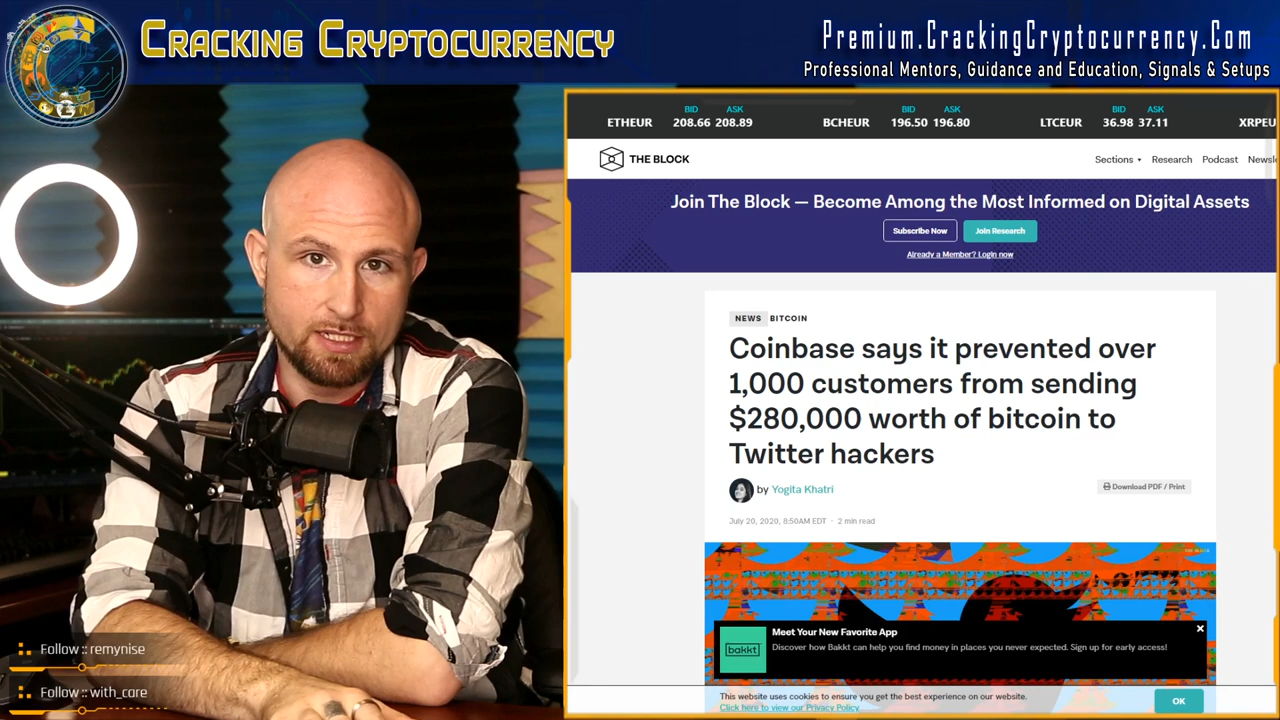 Cracking Cryptocurrency
Premium.CrackingCryptocurrency.Com
Professional Mentors, Guidance and Education, Signals & Setups
BID ASK BID ASK BID ASK
ETHEUR 208.66 208.89 BCHEUR 196.50 196.80 LTCEUR 36.98 37.11 XRPEU
THE BLOCK Sections Research Podcast Newsle
Join The Block — Become Among the Most Informed on Digital Assets
Subscribe Now Join Research
Already a Member? Login now
NEWS BITCOIN
Coinbase says it prevented over
1,000 customers from sending
$280,000 worth of bitcoin to
Twitter hackers
by Yogita Khatri Download PDF / Print
July 20, 2020, 8:50AM EDT · 2 min read
THE BLOCK
Meet Your New Favorite App
bakkt Discover how Bakkt can help you find money in places you never expected. Sign up for early access!
This website uses cookies to ensure you get the best experience on our website.
Click here to view our Privacy Policy. OK
Follow :: remynise
Follow :: with_care